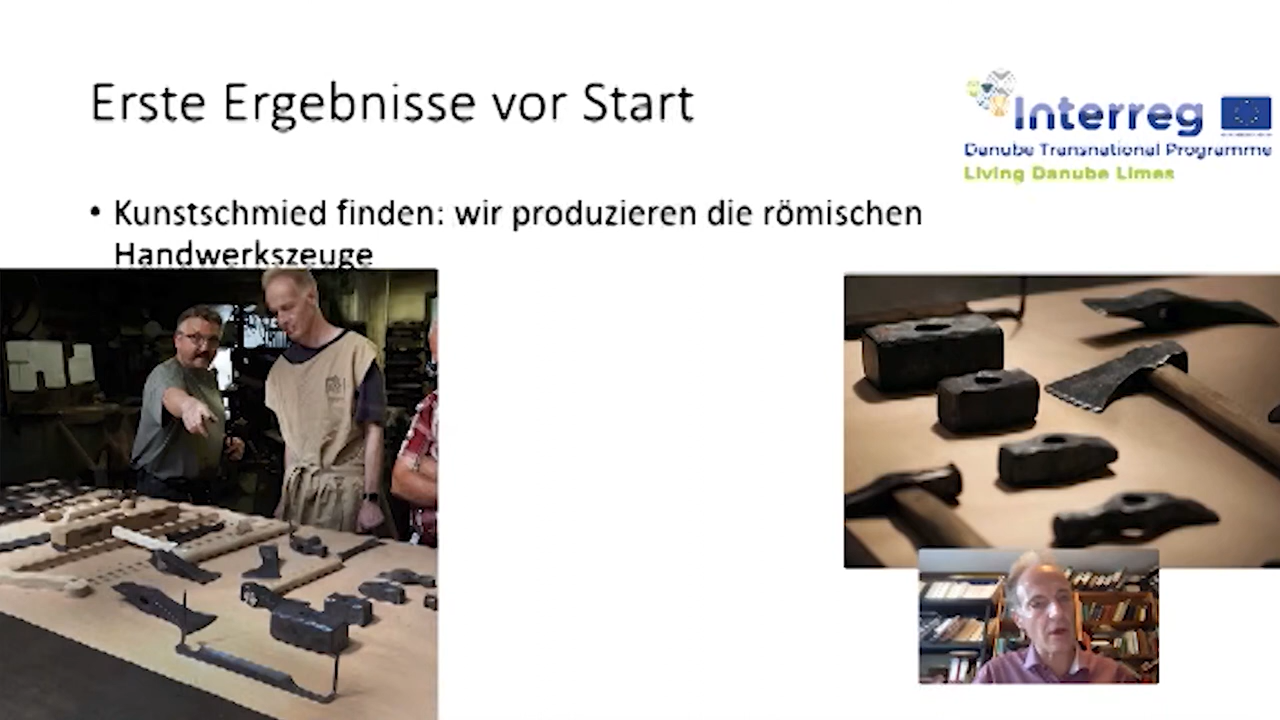 Erste Ergebnisse vor Start
Interreg
Danube Transnational Programme
Living Danube Limes
• Kunstschmied finden: wir produzieren die römischen
Handwerkszeuge